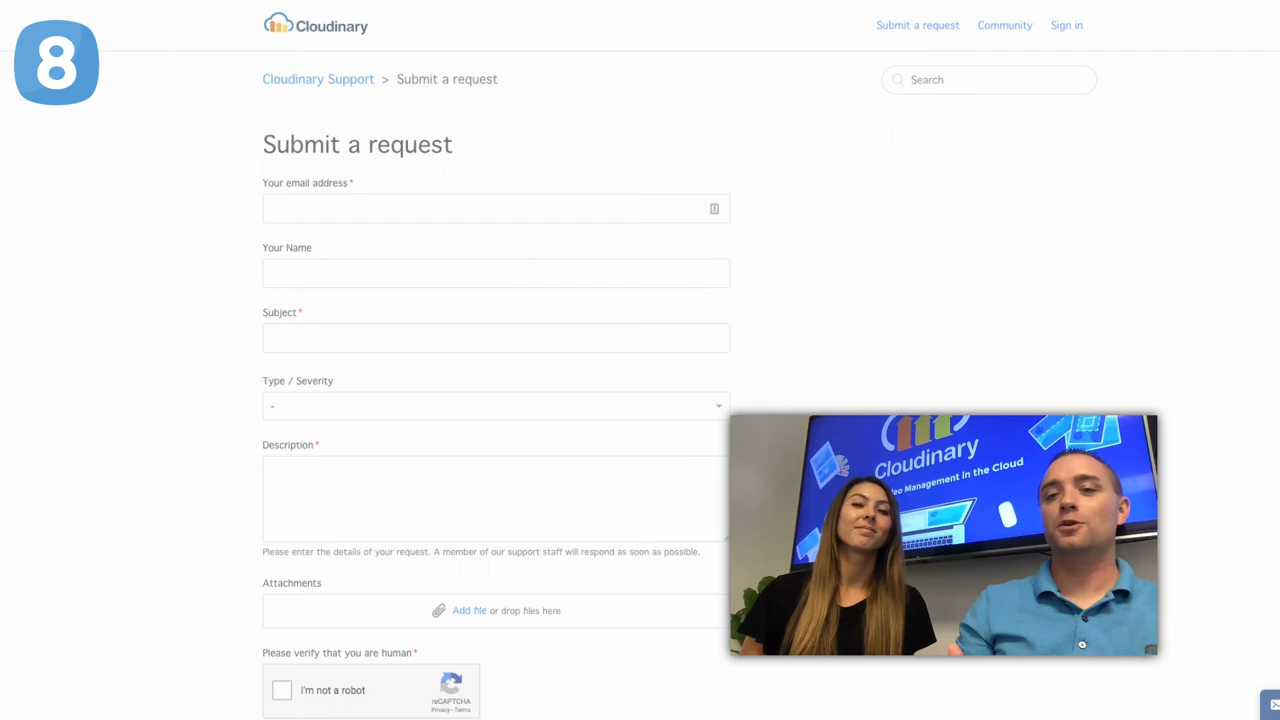 8
Cloudinary
Submit a request
Community
Sign in
Cloudinary Support > Submit a request
Search
Submit a request
Your email address*
Your Name
Subject*
Type / Severity
-
Description*
Please enter the details of your request. A member of our support staff will respond as soon as possible.
Attachments
Add file or drop files here
Please verify that you are human*
I'm not a robot
reCAPTCHA
Privacy - Terms
Cloudinary
Management in the Cloud